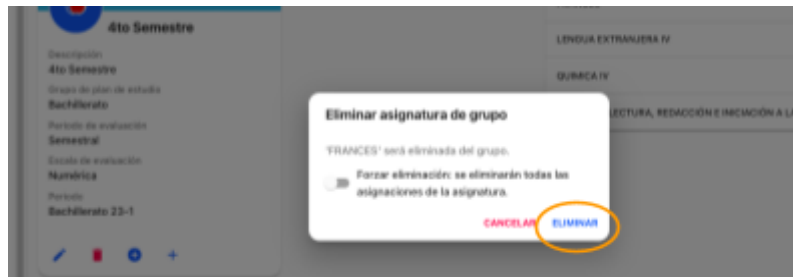 4to Semestre
Descripción
4to Semestre
Grupo de plan de estudio
Bachillerato
Periodo de evaluación
Semestral
Escala de evaluación
Numérica
Periodo
Bachillerato 23-1
LENGUA EXTRANJERA IV
QUIMICA IV
LECTURA, REDACCIÓN E INICIACIÓN A
Eliminar asignatura de grupo
'FRANCES' será eliminada del grupo.
Forzar eliminación: se eliminarán todas las
asignaciones de la asignatura.
CANCELAR ELIMINAR